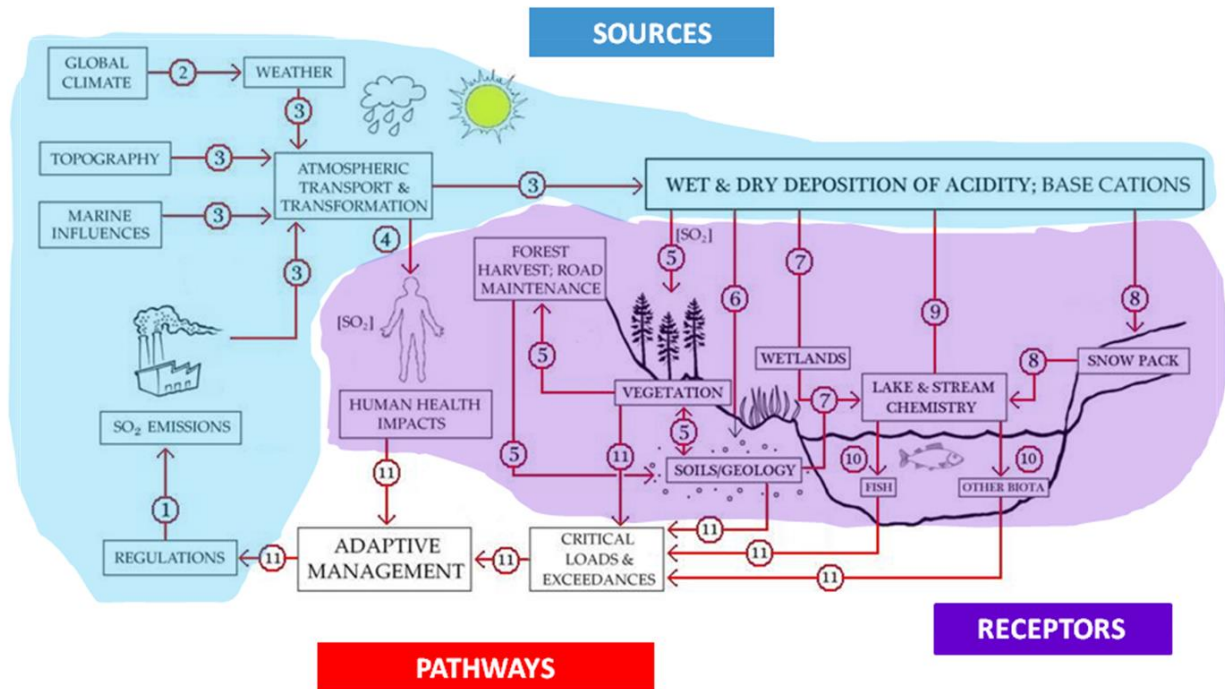 SOURCES
GLOBAL
CLIMATE
2
WEATHER
3
TOPOGRAPHY
3
ATMOSPHERIC
TRANSPORT &
TRANSFORMATION
3
WET & DRY DEPOSITION OF ACIDITY; BASE CATIONS
MARINE
INFLUENCES
3
4
3
[SO₂]
5
6
7
9
8
FOREST
HARVEST; ROAD
MAINTENANCE
[SO₂]
5
WETLANDS
8
SNOW PACK
VEGETATION
7
LAKE & STREAM
CHEMISTRY
HUMAN HEALTH
IMPACTS
SO₂ EMISSIONS
5
5
11
SOILS/GEOLOGY
10
10
11
FISH
OTHER BIOTA
1
REGULATIONS
11
ADAPTIVE
MANAGEMENT
11
CRITICAL
LOADS &
EXCEEDANCES
11
11
11
RECEPTORS
PATHWAYS